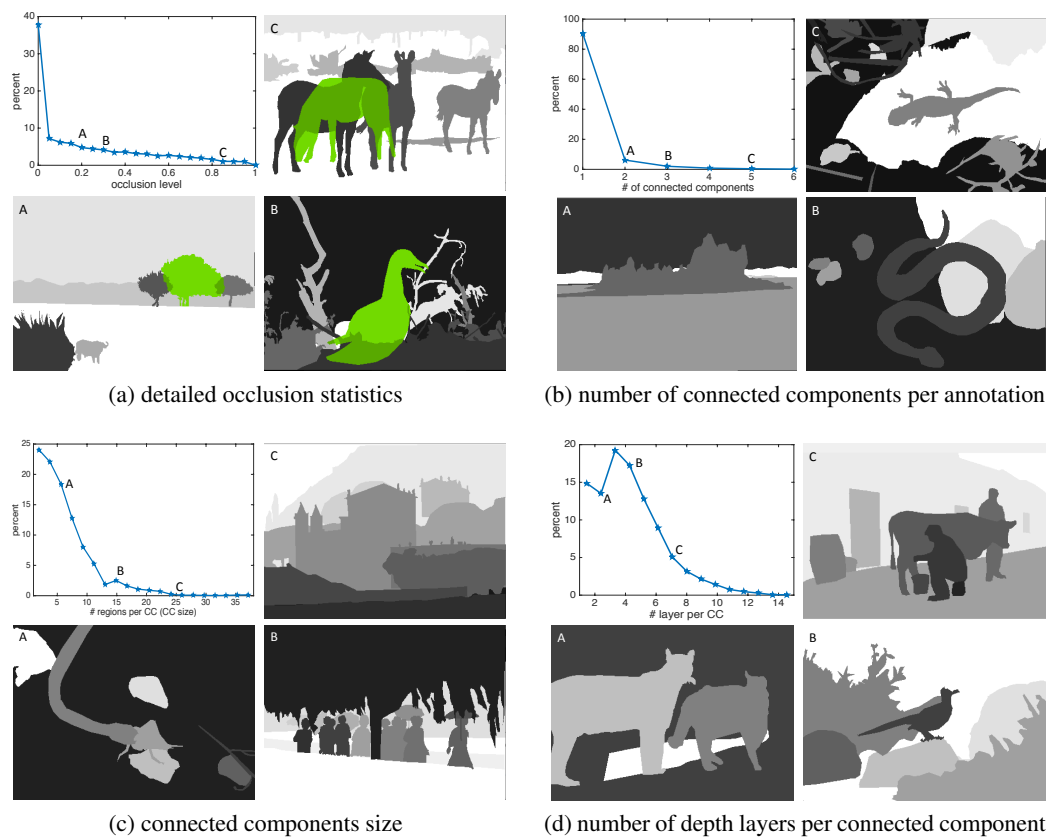 40
30
20
10
0
percent
A
B
C
0 0.2 0.4 0.6 0.8 1
occlusion level
C
A
B
(a) detailed occlusion statistics
100
80
60
40
20
0
percent
A
B
C
1 2 3 4 5 6
# of connected components
C
A
B
(b) number of connected components per annotation
25
20
15
10
5
0
percent
A
B
C
5 10 15 20 25 30 35
# regions per CC (CC size)
C
A
B
(c) connected components size
20
15
10
5
0
percent
A
B
C
2 4 6 8 10 12 14
# layer per CC
C
A
B
(d) number of depth layers per connected component